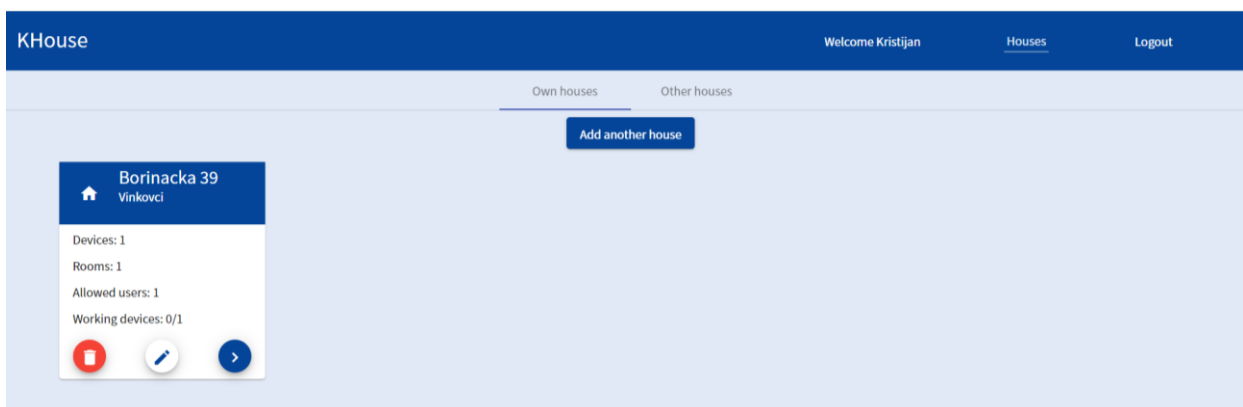 KHouse
Welcome Kristijan
Houses
Logout
Own houses
Other houses
Add another house
Borinacka 39
Vinkovci
Devices: 1
Rooms: 1
Allowed users: 1
Working devices: 0/1